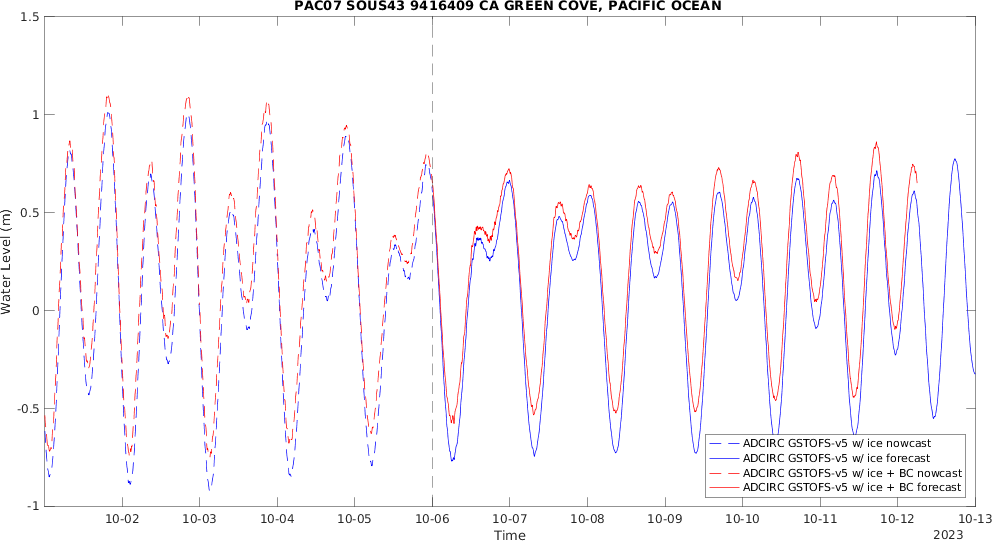 PAC07 SOUS43 9416409 CA GREEN COVE, PACIFIC OCEAN
1.5
1
0.5
0
-0.5
-1
Water Level (m)
10-02 10-03 10-04 10-05 10-06 10-07 10-08 10-09 10-10 10-11 10-12 10-13
Time
2023
ADCIRC GSTOFS-v5 w/ ice nowcast
ADCIRC GSTOFS-v5 w/ ice forecast
ADCIRC GSTOFS-v5 w/ ice + BC nowcast
ADCIRC GSTOFS-v5 w/ ice + BC forecast